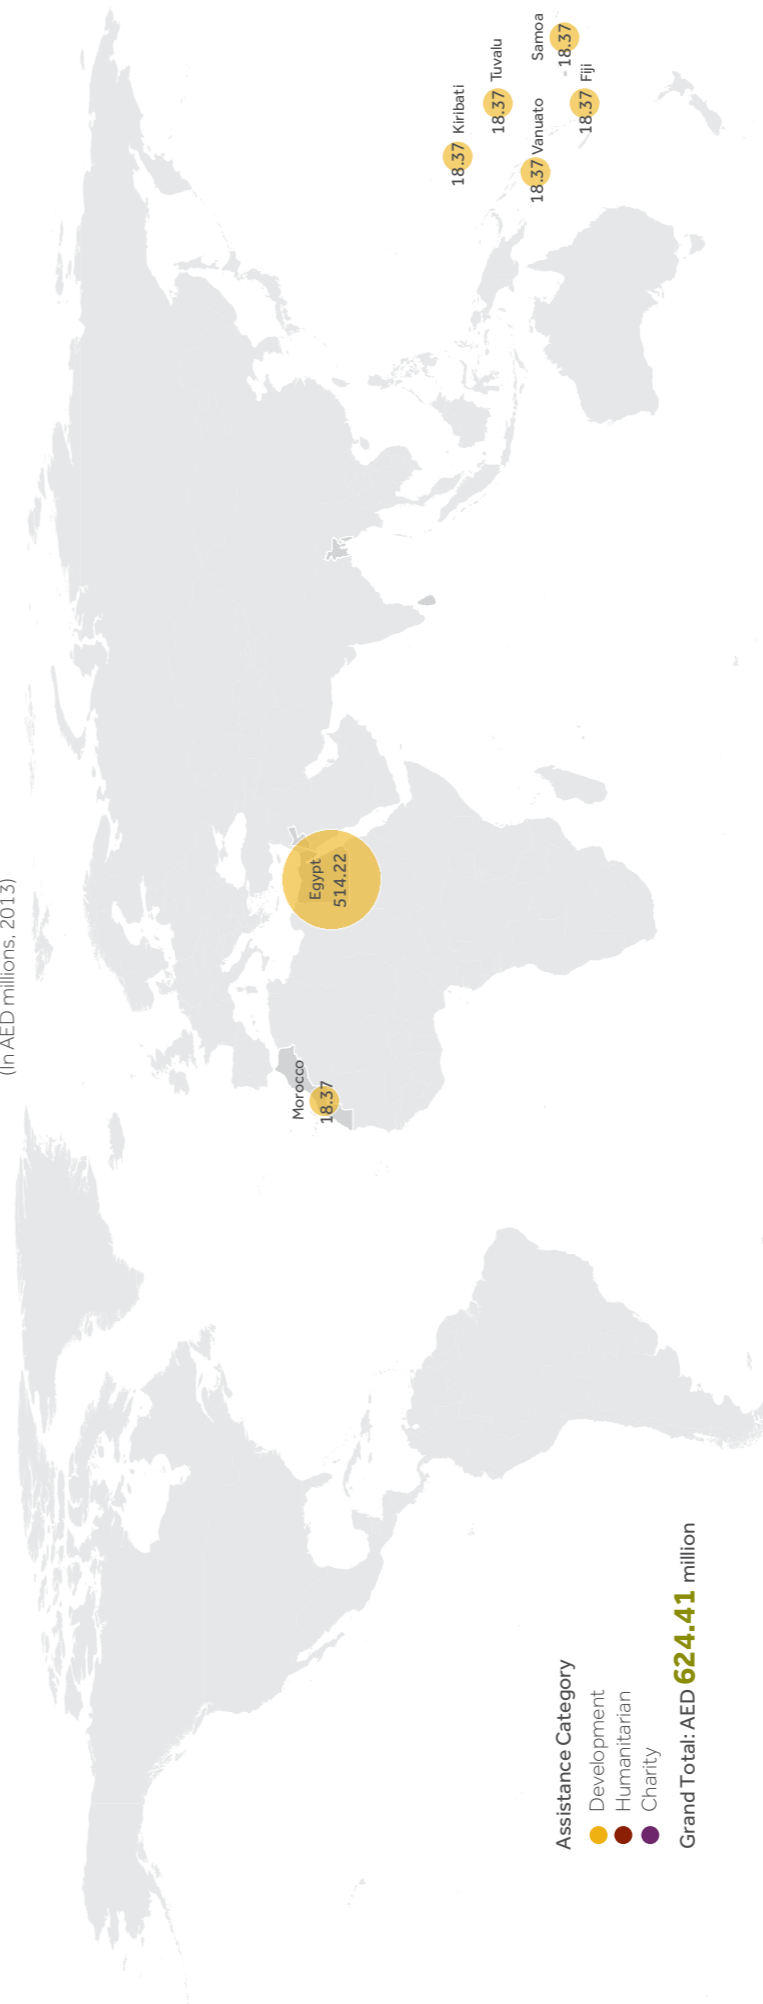 (In AED millions, 2013)
Morocco
18.37
Egypt
514.22
18.37 Kiribati
18.37 Tuvalu
18.37 Vanuato
Samoa
18.37
18.37 Fiji
Assistance Category
Development
Humanitarian
Charity
Grand Total: AED 624.41 million